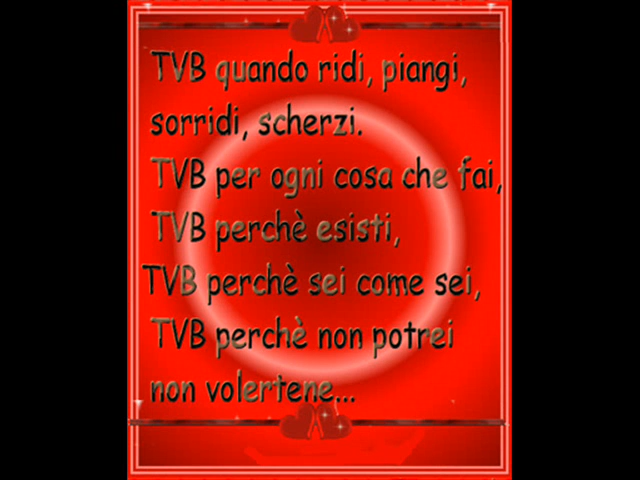 TVB quando ridi, piangi,
sorridi, scherzi.
TVB per ogni cosa che fai,
TVB perchè esisti,
TVB perchè sei come sei,
TVB perchè non potrei
non volertene...